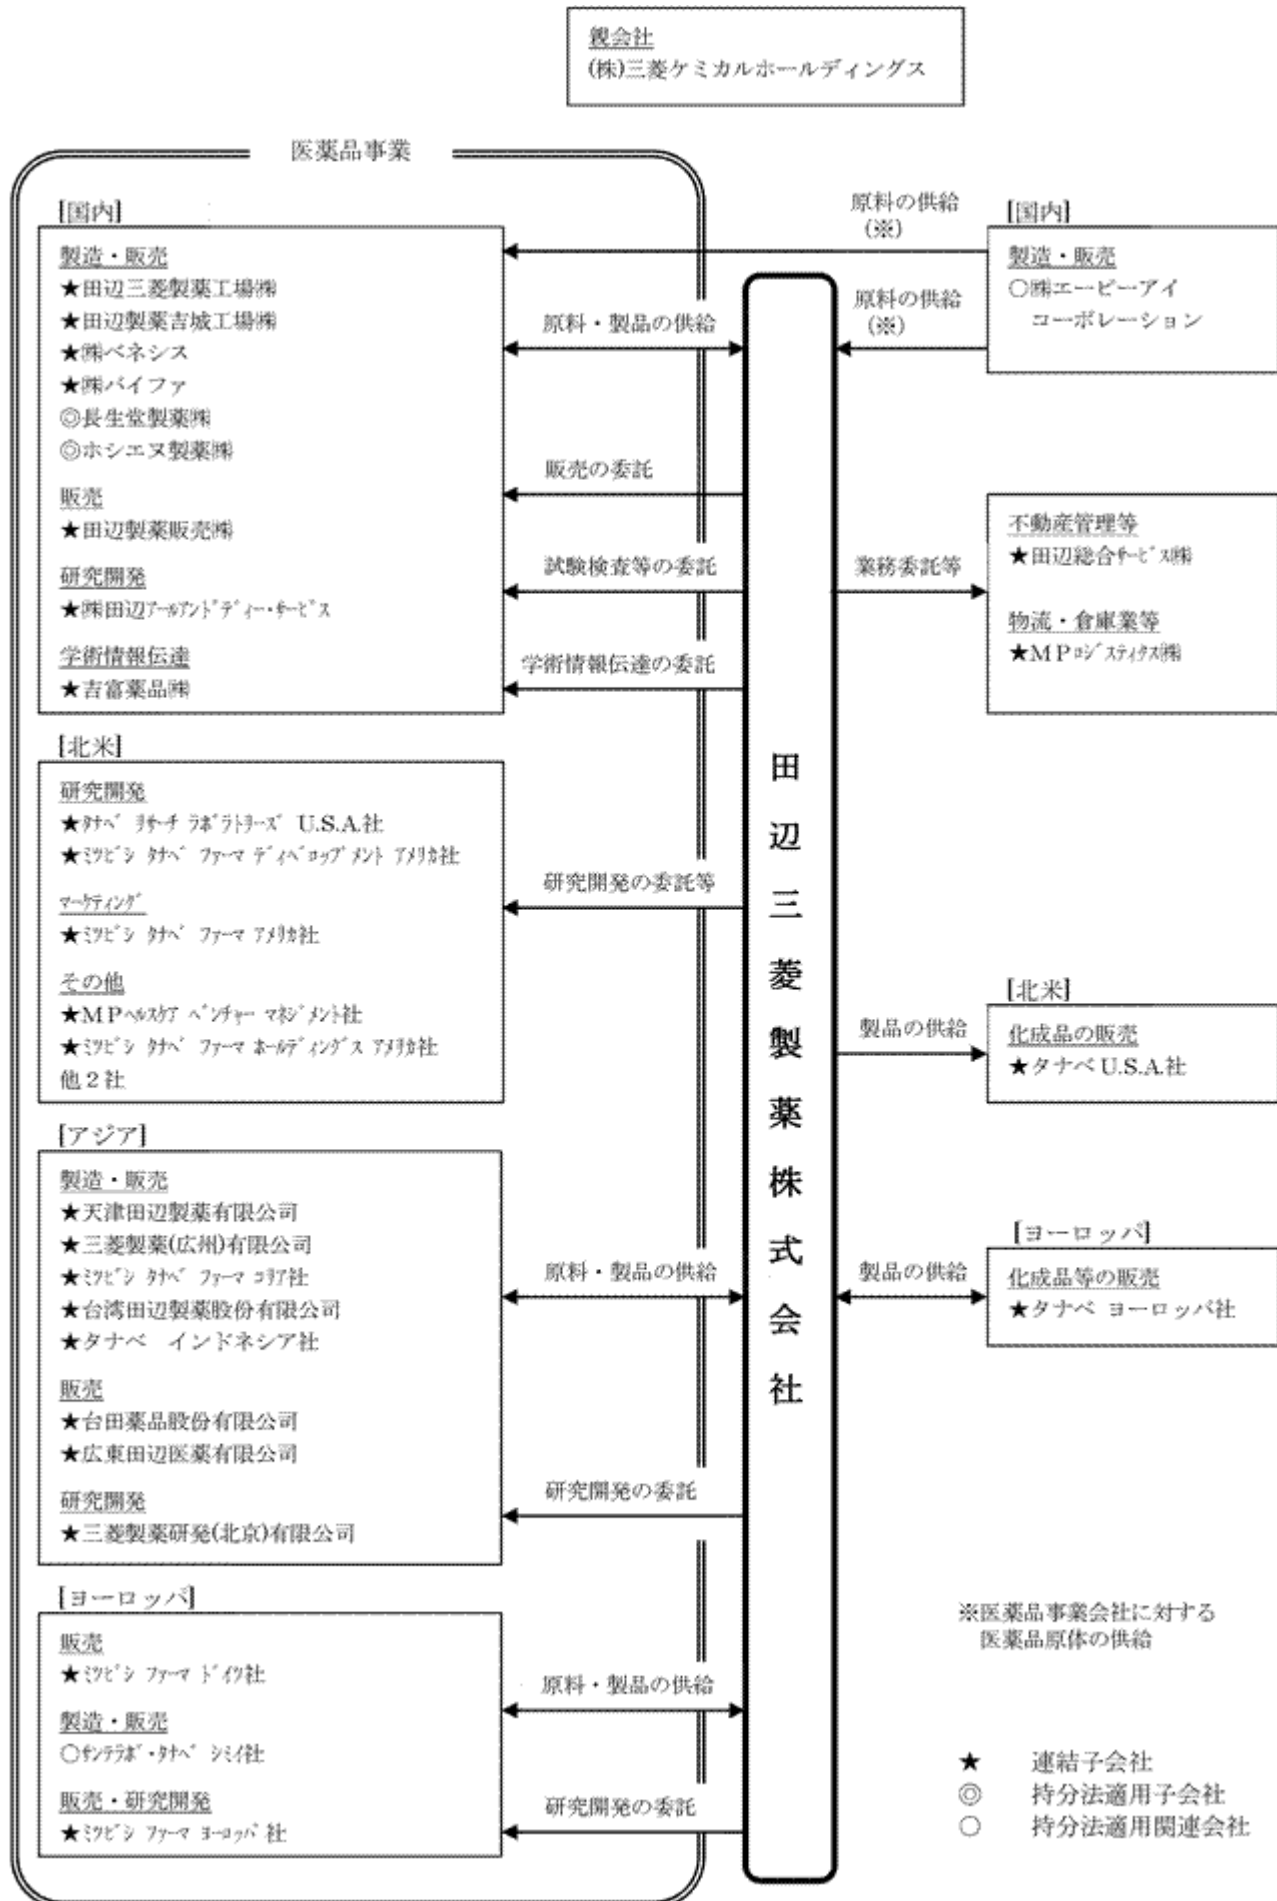 親会社
(株)三菱ケミカルホールディングス
医薬品事業
[国内]
製造・販売
★田辺三菱製薬工場㈱
★田辺製薬吉城工場㈱
★㈱ベネシス
★㈱バイファ
◎長生堂製薬㈱
◎ホシエヌ製薬㈱
販売
★田辺製薬販売㈱
研究開発
★㈱田辺ｱｰﾙｱﾝﾄﾞﾃﾞｨｰ・ｻｰﾋﾞｽ
学術情報伝達
★吉富薬品㈱
[北米]
研究開発
★ﾀﾅﾍﾞ ﾘｻｰﾁ ﾗﾎﾞﾗﾄﾘｰｽﾞ U.S.A.社
★ﾐﾂﾋﾞｼ ﾀﾅﾍﾞ ﾌｧｰﾏ ﾃﾞｨﾍﾞﾛｯﾌﾟﾒﾝﾄ ｱﾒﾘｶ社
ﾏｰｹﾃｨﾝｸﾞ
★ﾐﾂﾋﾞｼ ﾀﾅﾍﾞ ﾌｧｰﾏ ｱﾒﾘｶ社
その他
★ＭＰﾍﾙｽｹｱ ﾍﾞﾝﾁｬｰ ﾏﾈｼﾞﾒﾝﾄ社
★ﾐﾂﾋﾞｼ ﾀﾅﾍﾞ ﾌｧｰﾏ ﾎｰﾙﾃﾞｨﾝｸﾞｽ ｱﾒﾘｶ社
他２社
[アジア]
製造・販売
★天津田辺製薬有限公司
★三菱製薬(広州)有限公司
★ﾐﾂﾋﾞｼ ﾀﾅﾍﾞ ﾌｧｰﾏ ｺﾘｱ社
★台湾田辺製薬股份有限公司
★タナベ　インドネシア社
販売
★台田薬品股份有限公司
★広東田辺医薬有限公司
研究開発
★三菱製薬研発(北京)有限公司
[ヨーロッパ]
販売
★ﾐﾂﾋﾞｼ ﾌｧｰﾏ ﾄﾞｲﾂ社
製造・販売
○ｻﾝﾃﾗﾎﾞ・ﾀﾅﾍﾞ ｼﾐｲ社
販売・研究開発
★ﾐﾂﾋﾞｼ ﾌｧｰﾏ ﾖｰﾛｯﾊﾟ社
原料・製品の供給
販売の委託
試験検査等の委託
学術情報伝達の委託
研究開発の委託等
原料・製品の供給
研究開発の委託
原料・製品の供給
研究開発の委託
田辺三菱製薬株式会社
原料の供給
(※)
原料の供給
(※)
業務委託等
製品の供給
製品の供給
[国内]
製造・販売
○㈱エーピーアイ
コーポレーション
不動産管理等
★田辺総合ｻｰﾋﾞｽ㈱
物流・倉庫業等
★ＭＰﾛｼﾞｽﾃｨｸｽ㈱
[北米]
化成品の販売
★タナベ U.S.A.社
[ヨーロッパ]
化成品等の販売
★タナベ ヨーロッパ社
※医薬品事業会社に対する
医薬品原体の供給
★　連結子会社
◎　持分法適用子会社
○　持分法適用関連会社